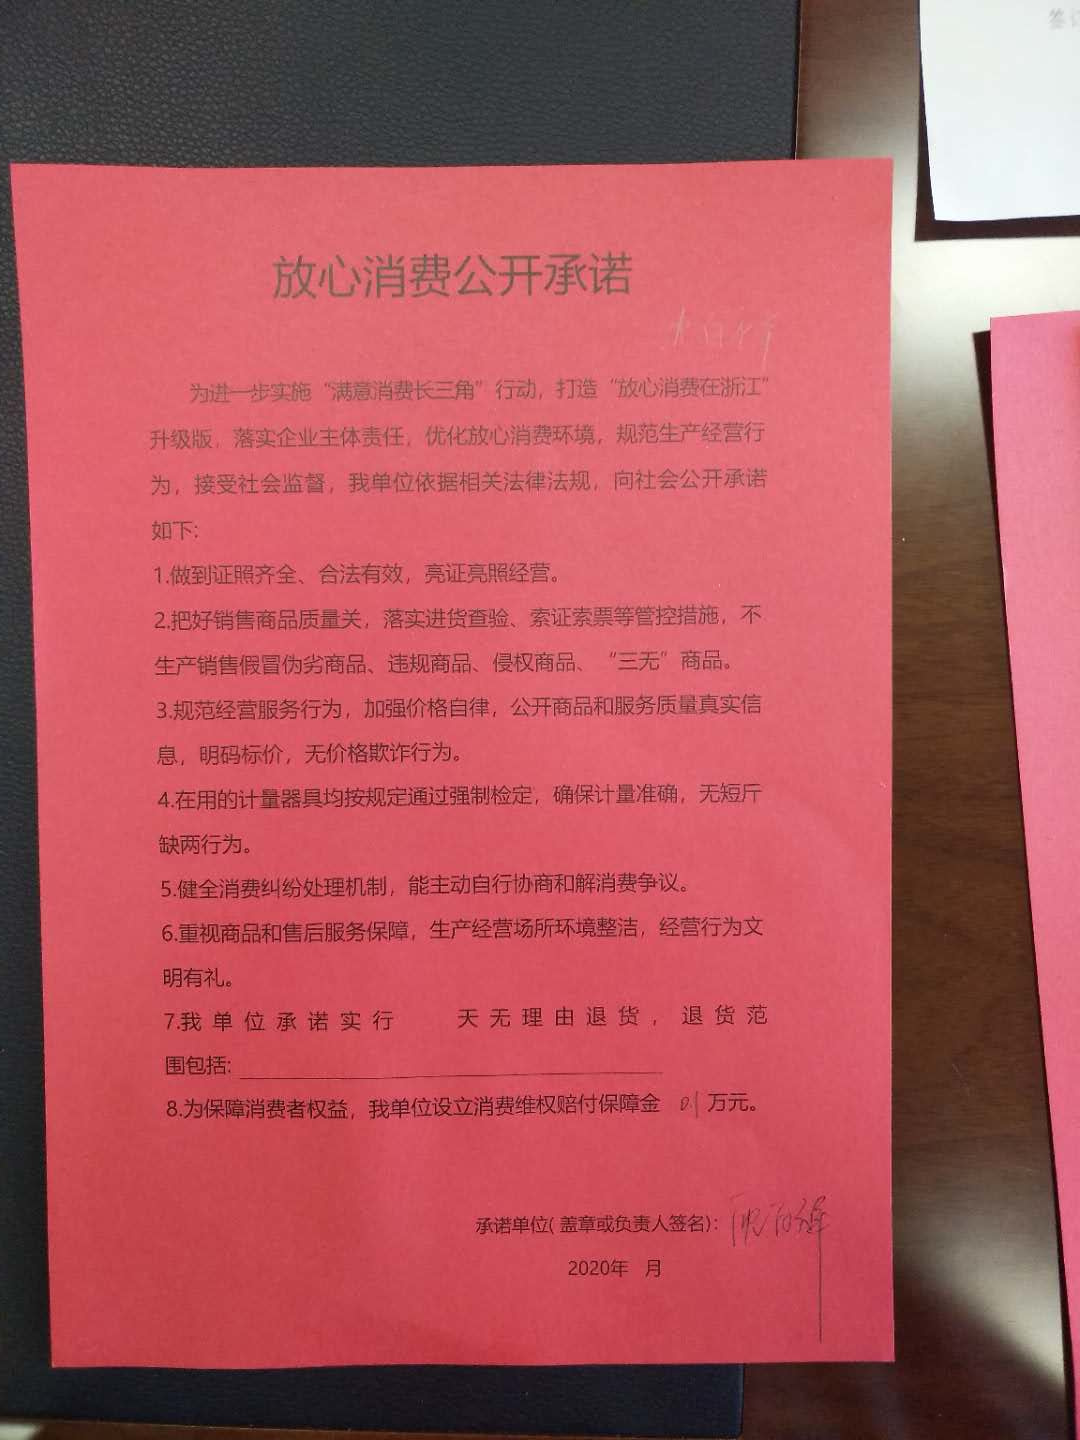 放心消费公开承诺
为进一步实施“满意消费长三角”行动，打造“放心消费在浙江”
升级版，落实企业主体责任，优化放心消费环境，规范生产经营行
为，接受社会监督，我单位依据相关法律法规，向社会公开承诺
如下:
1.做到证照齐全、合法有效，亮证亮照经营。
2.把好销售商品质量关，落实进货查验、索证索票等管控措施，不
生产销售假冒伪劣商品、违规商品、侵权商品、“三无”商品。
3.规范经营服务行为，加强价格自律，公开商品和服务质量真实信
息，明码标价，无价格欺诈行为。
4.在用的计量器具均按规定通过强制检定，确保计量准确，无短斤
缺两行为。
5.健全消费纠纷处理机制，能主动自行协商和解消费争议。
6.重视商品和售后服务保障，生产经营场所环境整洁，经营行为文
明有礼。
7.我单位承诺实行 天无理由退货，退货范
围包括:
8.为保障消费者权益，我单位设立消费维权赔付保障金 0.1 万元。
承诺单位(盖章或负责人签名):
2020年 月